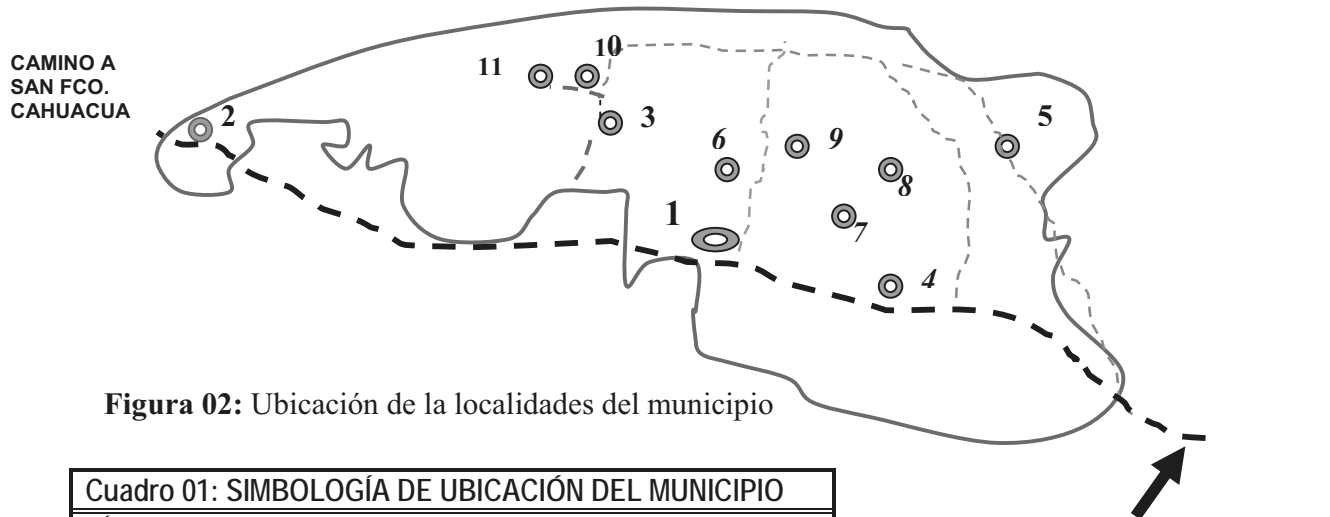 CAMINO A
SAN FCO.
CAHUACUA
2
11
10
3
6
9
8
5
1
7
4
Figura 02: Ubicación de la localidades del municipio
Cuadro 01: SIMBOLOGÍA DE UBICACIÓN DEL MUNICIPIO